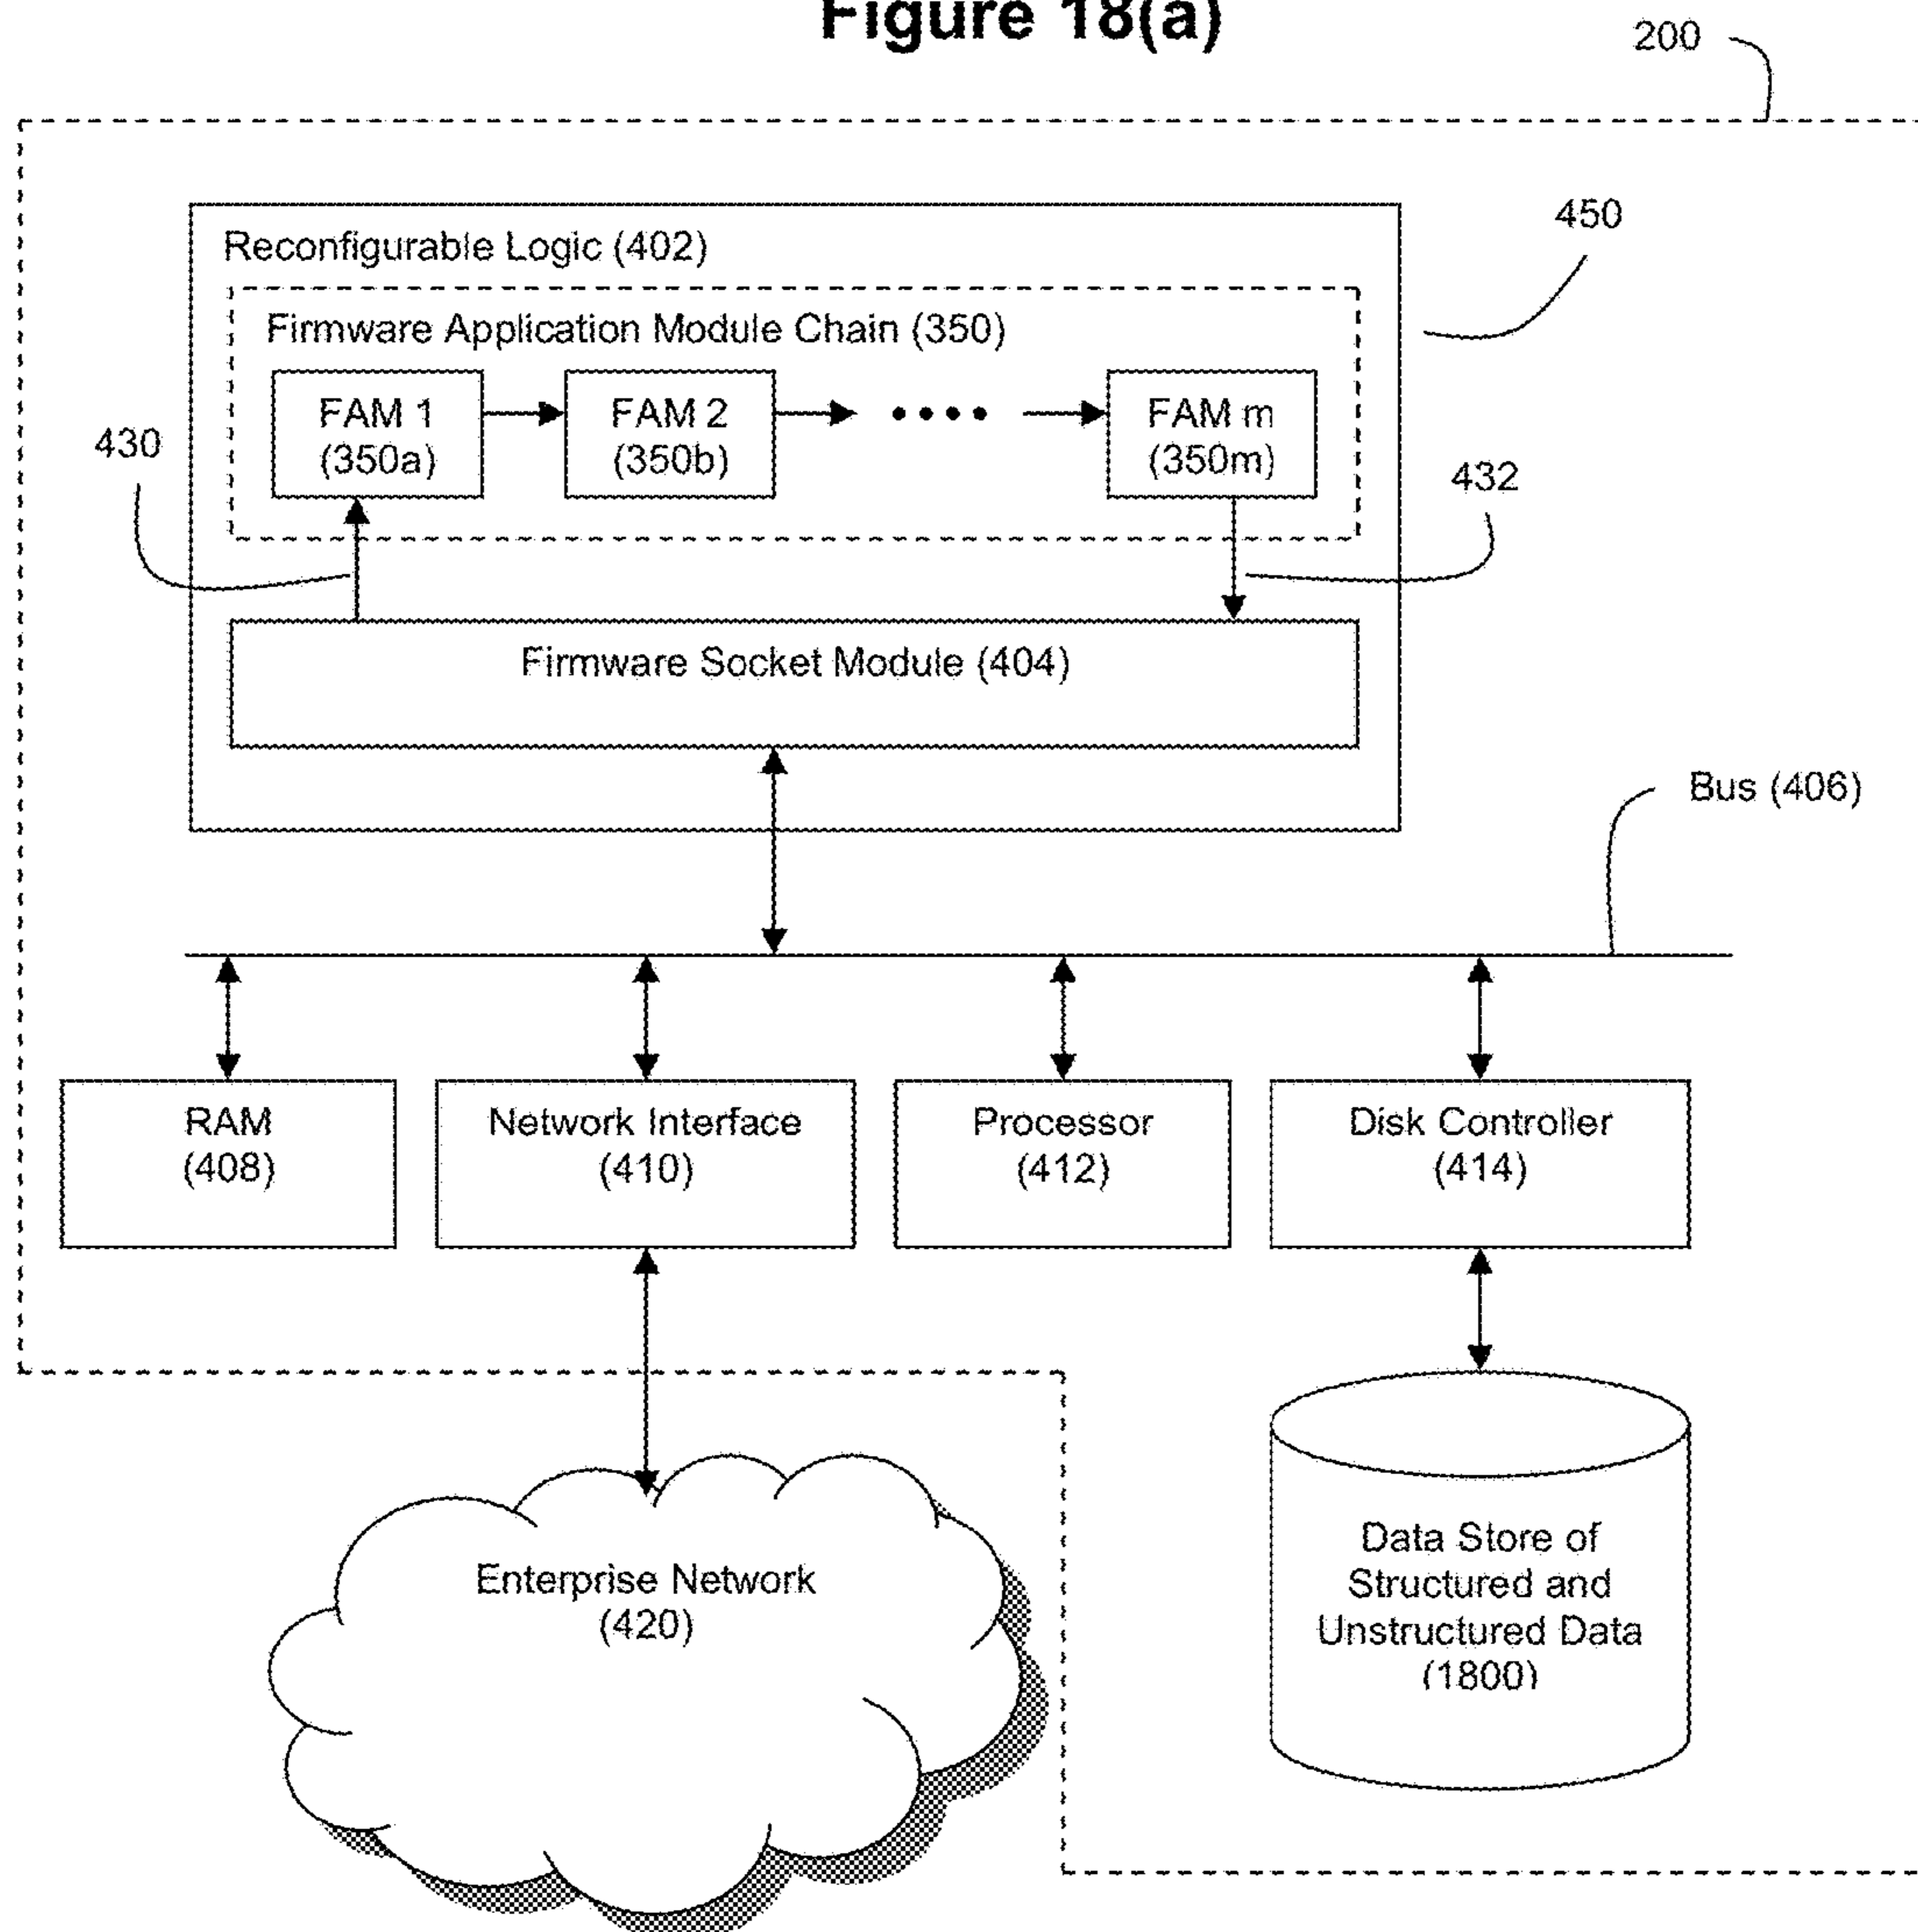 Figure 18(a)
200
450
Reconfigurable Logic (402)
Firmware Application Module Chain (350)
FAM 1
(350a)
FAM 2
(350b)
FAM m
(350m)
430
432
Firmware Socket Module (404)
Bus (406)
RAM
(408)
Network Interface
(410)
Processor
(412)
Disk Controller
(414)
Enterprise Network
(420)
Data Store of
Structured and
Unstructured Data
(1800)